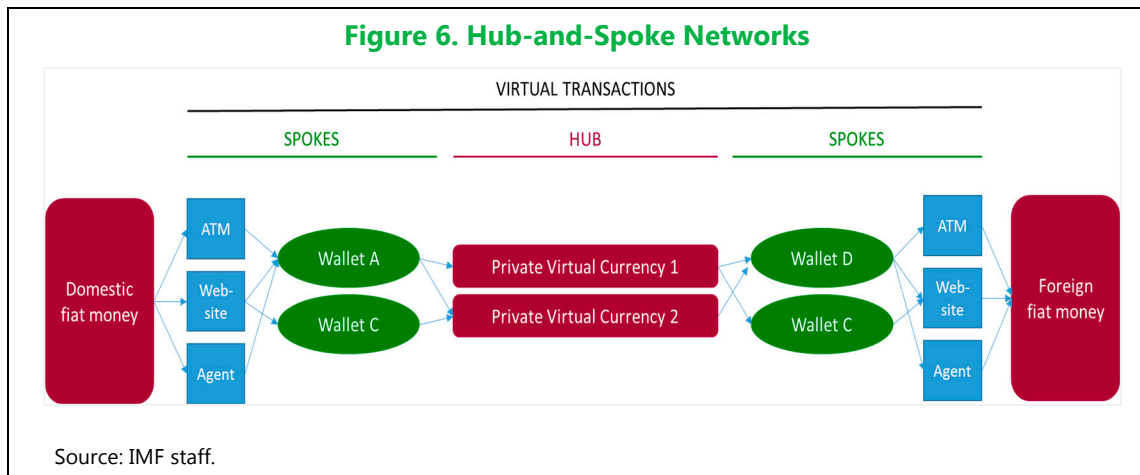 Figure 6. Hub-and-Spoke Networks
VIRTUAL TRANSACTIONS
SPOKES
HUB
SPOKES
Domestic
fiat money
ATM
Web-
site
Agent
Wallet A
Wallet C
Private Virtual Currency 1
Private Virtual Currency 2
Wallet D
Wallet C
ATM
Web-
site
Agent
Foreign
fiat money
Source: IMF staff.